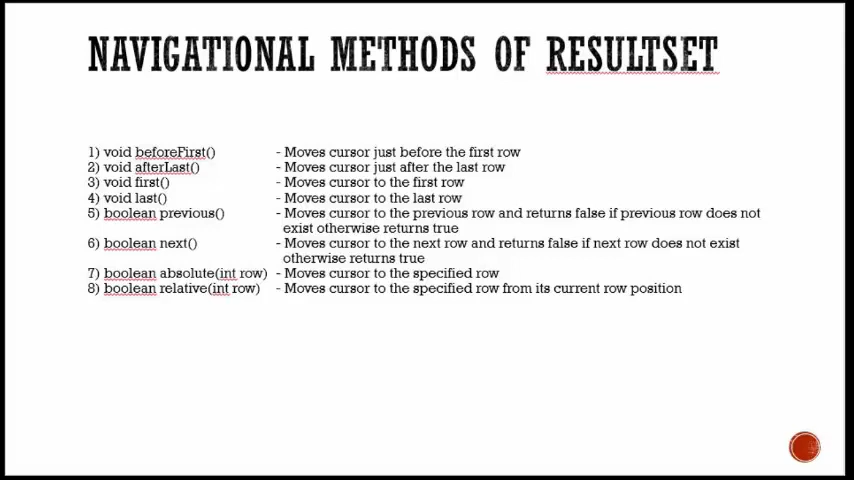 NAVIGATIONAL METHODS OF RESULTSET
1) void beforeFirst() - Moves cursor just before the first row
2) void afterLast() - Moves cursor just after the last row
3) void first() - Moves cursor to the first row
4) void last() - Moves cursor to the last row
5) boolean previous() - Moves cursor to the previous row and returns false if previous row does not
exist otherwise returns true
6) boolean next() - Moves cursor to the next row and returns false if next row does not exist
otherwise returns true
7) boolean absolute(int row) - Moves cursor to the specified row
8) boolean relative(int row) - Moves cursor to the specified row from its current row position